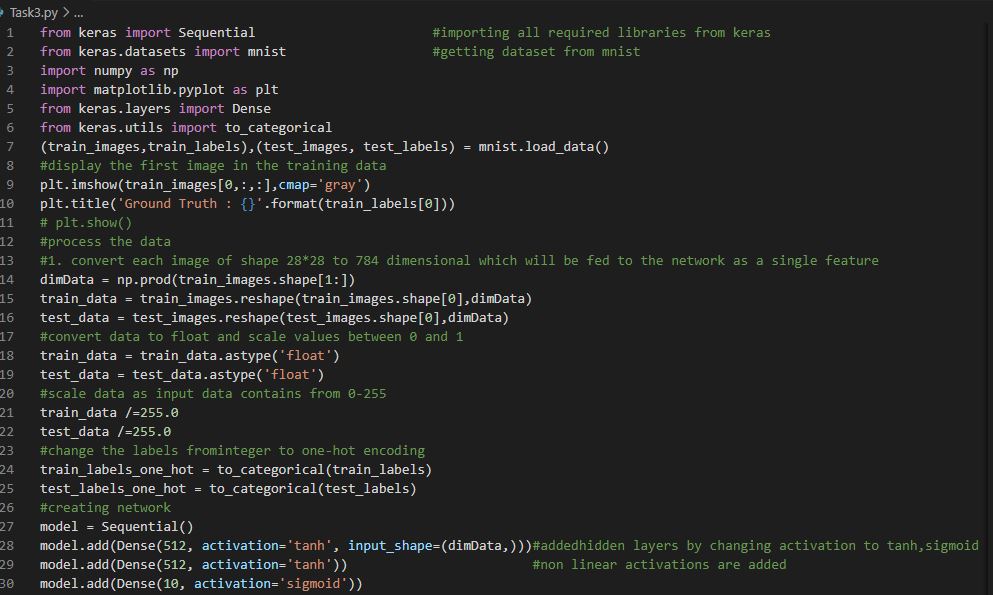 Task3.py > ...
1 from keras import Sequential #importing all required libraries from keras
2 from keras.datasets import mnist #getting dataset from mnist
3 import numpy as np
4 import matplotlib.pyplot as plt
5 from keras.layers import Dense
6 from keras.utils import to_categorical
7 (train_images,train_labels),(test_images, test_labels) = mnist.load_data()
8 #display the first image in the training data
9 plt.imshow(train_images[0,:,:],cmap='gray')
10 plt.title('Ground Truth : {}'.format(train_labels[0]))
11 # plt.show()
12 #process the data
13 #1. convert each image of shape 28*28 to 784 dimensional which will be fed to the network as a single feature
14 dimData = np.prod(train_images.shape[1:])
15 train_data = train_images.reshape(train_images.shape[0],dimData)
16 test_data = test_images.reshape(test_images.shape[0],dimData)
17 #convert data to float and scale values between 0 and 1
18 train_data = train_data.astype('float')
19 test_data = test_data.astype('float')
20 #scale data as input data contains from 0-255
21 train_data /=255.0
22 test_data /=255.0
23 #change the labels frominteger to one-hot encoding
24 train_labels_one_hot = to_categorical(train_labels)
25 test_labels_one_hot = to_categorical(test_labels)
26 #creating network
27 model = Sequential()
28 model.add(Dense(512, activation='tanh', input_shape=(dimData,)))#addedhidden layers by changing activation to tanh,sigmoid
29 model.add(Dense(512, activation='tanh')) #non linear activations are added
30 model.add(Dense(10, activation='sigmoid'))